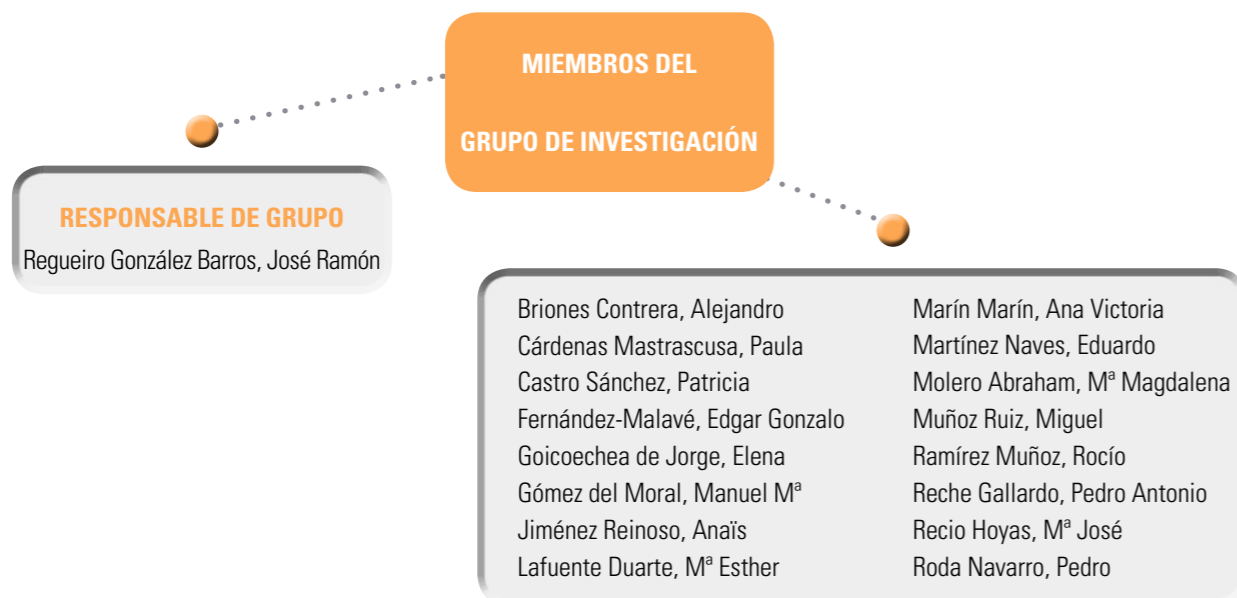 MIEMBROS DEL
GRUPO DE INVESTIGACIÓN
RESPONSABLE DE GRUPO
Regueiro González Barros, José Ramón
Briones Contrera, Alejandro
Cárdenas Mastrascusa, Paula
Castro Sánchez, Patricia
Fernández-Malavé, Edgar Gonzalo
Goicoechea de Jorge, Elena
Gómez del Moral, Manuel Mª
Jiménez Reinoso, Anaïs
Lafuente Duarte, Mª Esther
Marín Marín, Ana Victoria
Martínez Naves, Eduardo
Molero Abraham, Mª Magdalena
Muñoz Ruiz, Miguel
Ramírez Muñoz, Rocío
Reche Gallardo, Pedro Antonio
Recio Hoyas, Mª José
Roda Navarro, Pedro